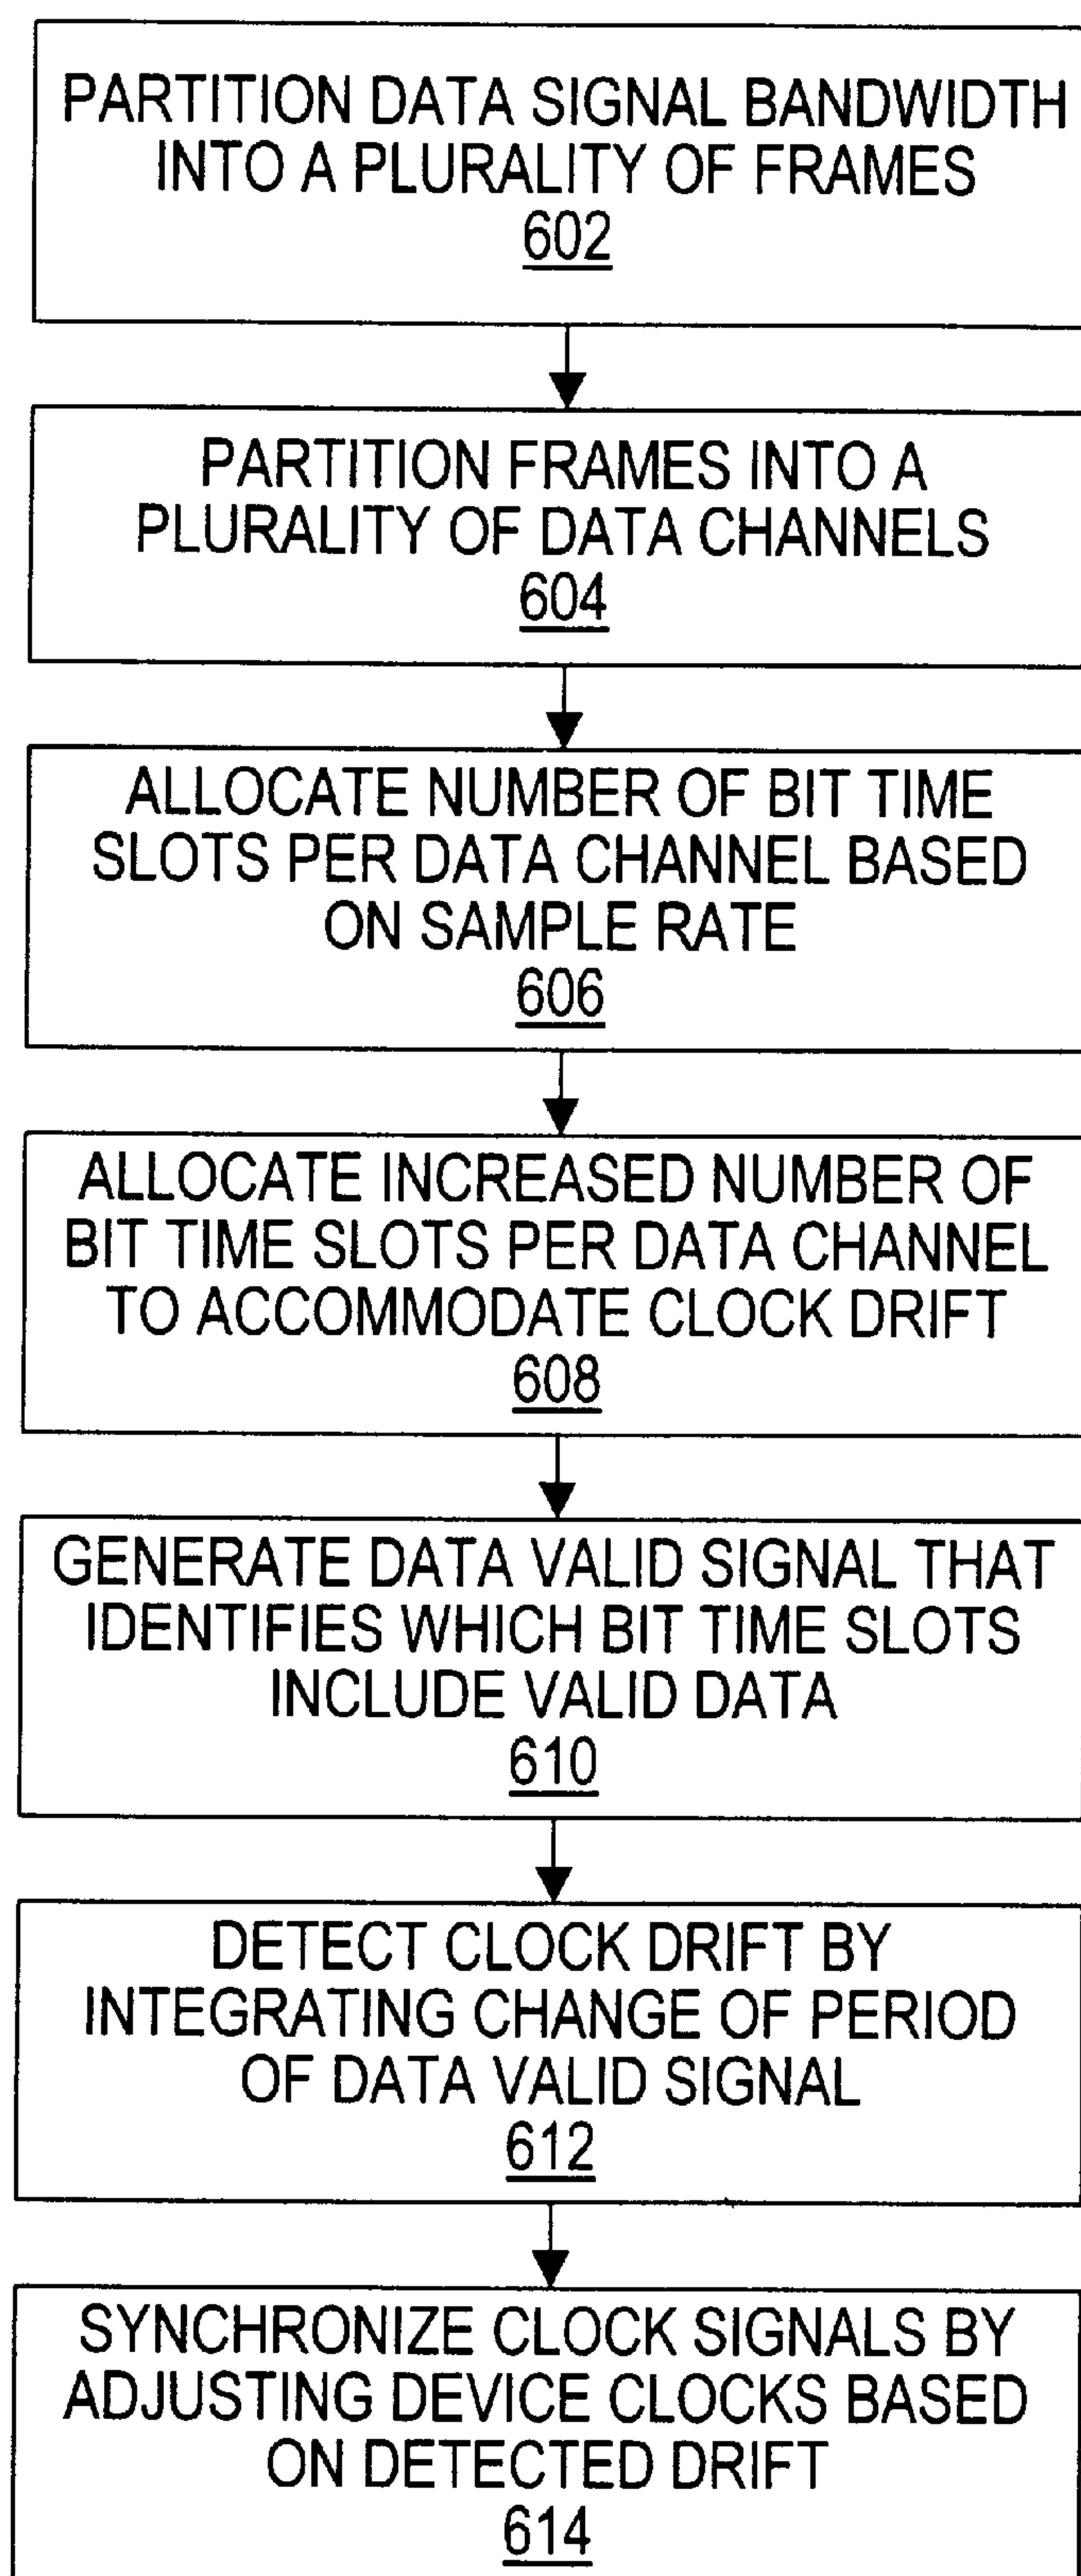 PARTITION DATA SIGNAL BANDWIDTH
INTO A PLURALITY OF FRAMES
602
PARTITION FRAMES INTO A
PLURALITY OF DATA CHANNELS
604
ALLOCATE NUMBER OF BIT TIME
SLOTS PER DATA CHANNEL BASED
ON SAMPLE RATE
606
ALLOCATE INCREASED NUMBER OF
BIT TIME SLOTS PER DATA CHANNEL
TO ACCOMMODATE CLOCK DRIFT
608
GENERATE DATA VALID SIGNAL THAT
IDENTIFIES WHICH BIT TIME SLOTS
INCLUDE VALID DATA
610
DETECT CLOCK DRIFT BY
INTEGRATING CHANGE OF PERIOD
OF DATA VALID SIGNAL
612
SYNCHRONIZE CLOCK SIGNALS BY
ADJUSTING DEVICE CLOCKS BASED
ON DETECTED DRIFT
614